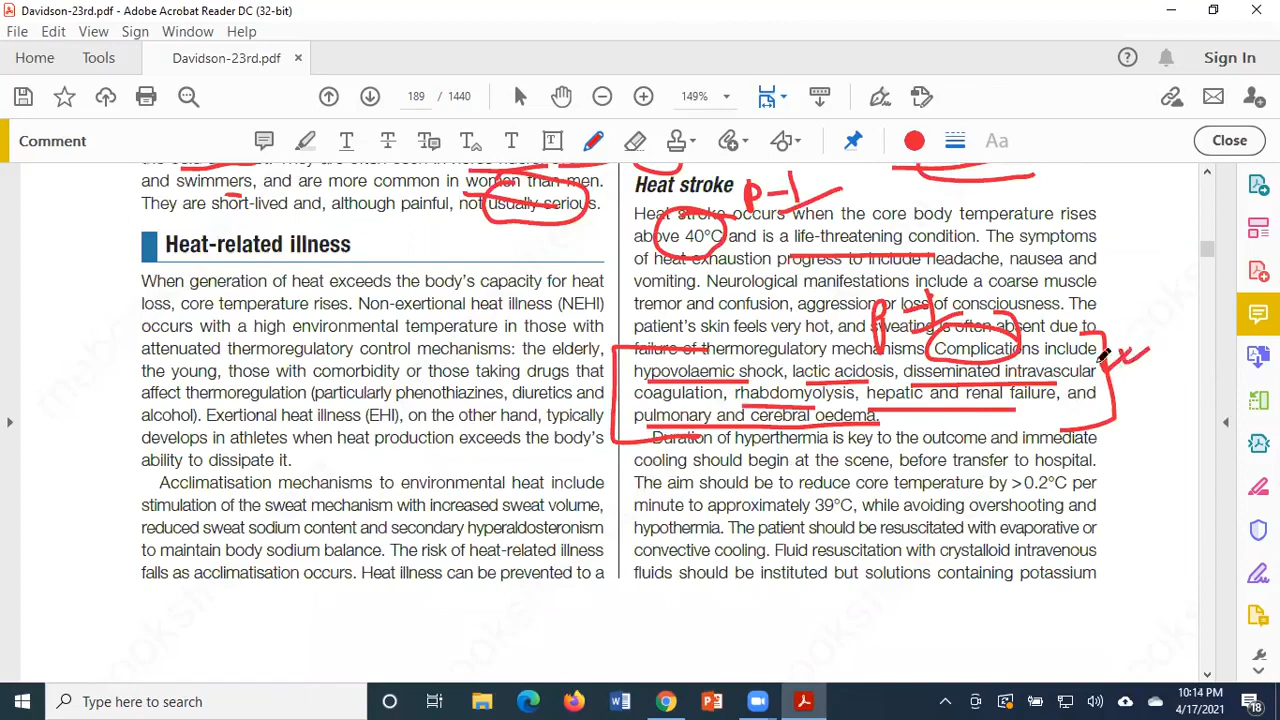 Davidson-23rd.pdf - Adobe Acrobat Reader DC (32-bit)
File Edit View Sign Window Help
Home Tools Davidson-23rd.pdf × Sign In
189 / 1440 149%
Comment Close
and swimmers, and are more common in women than men.
They are short-lived and, although painful, not usually serious.
Heat-related illness
When generation of heat exceeds the body's capacity for heat
loss, core temperature rises. Non-exertional heat illness (NEHI)
occurs with a high environmental temperature in those with
attenuated thermoregulatory control mechanisms: the elderly,
the young, those with comorbidity or those taking drugs that
affect thermoregulation (particularly phenothiazines, diuretics and
alcohol). Exertional heat illness (EHI), on the other hand, typically
develops in athletes when heat production exceeds the body's
ability to dissipate it.
Acclimatisation mechanisms to environmental heat include
stimulation of the sweat mechanism with increased sweat volume,
reduced sweat sodium content and secondary hyperaldosteronism
to maintain body sodium balance. The risk of heat-related illness
falls as acclimatisation occurs. Heat illness can be prevented to a
Heat stroke
P-1
Heat stroke occurs when the core body temperature rises
above 40°C and is a life-threatening condition. The symptoms
of heat exhaustion progress to include headache, nausea and
vomiting. Neurological manifestations include a coarse muscle
tremor and confusion, aggression or loss of consciousness. The
patient's skin feels very hot, and sweating is often absent due to
failure of thermoregulatory mechanisms. Complications include
hypovolaemic shock, lactic acidosis, disseminated intravascular
coagulation, rhabdomyolysis, hepatic and renal failure, and
pulmonary and cerebral oedema.
Duration of hyperthermia is key to the outcome and immediate
cooling should begin at the scene, before transfer to hospital.
The aim should be to reduce core temperature by >0.2°C per
minute to approximately 39°C, while avoiding overshooting and
hypothermia. The patient should be resuscitated with evaporative or
convective cooling. Fluid resuscitation with crystalloid intravenous
fluids should be instituted but solutions containing potassium
Type here to search
10:14 PM
4/17/2021
18